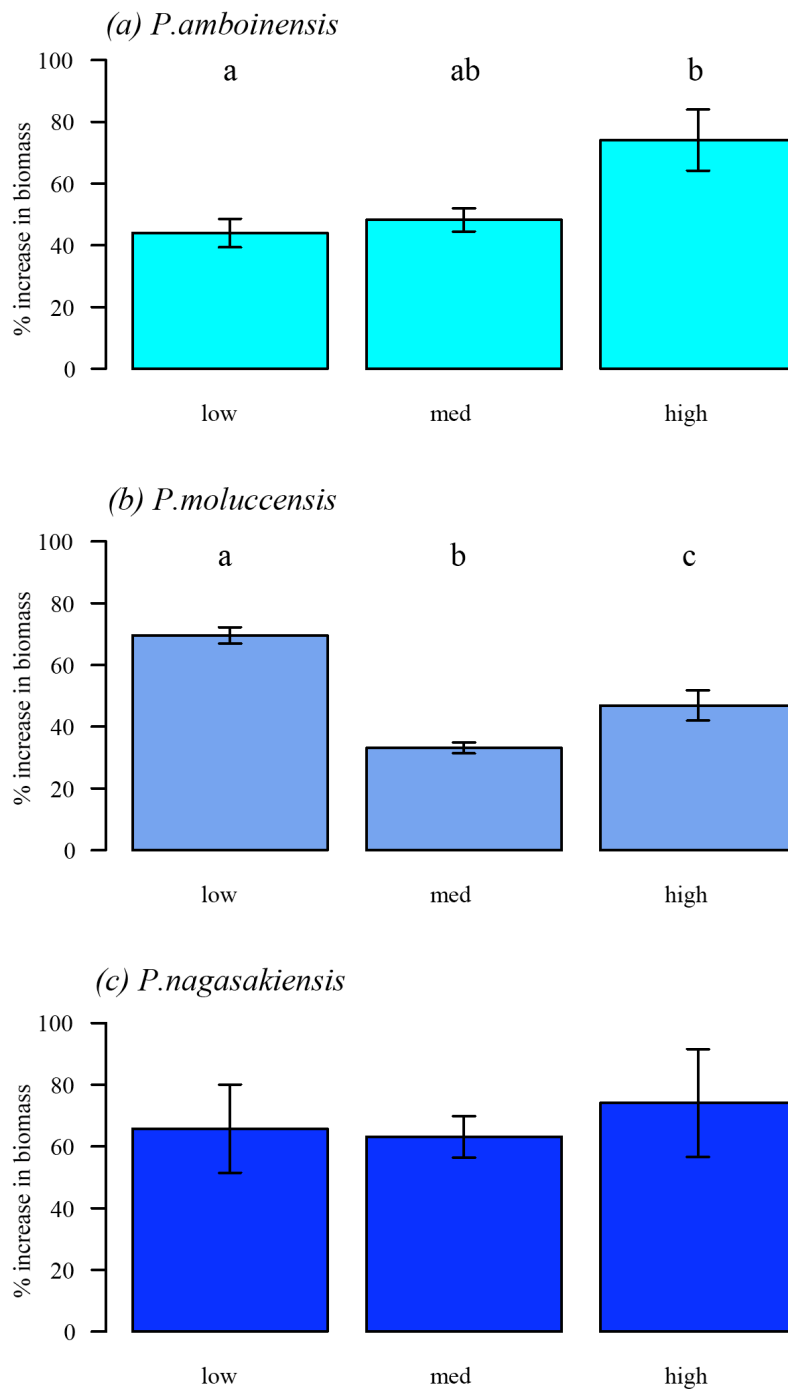 (a) P.amboinensis
100
80
60
40
20
0
% increase in biomass
a ab b
low med high
(b) P.moluccensis
100
80
60
40
20
0
% increase in biomass
a b c
low med high
(c) P.nagasakiensis
100
80
60
40
20
0
% increase in biomass
low med high